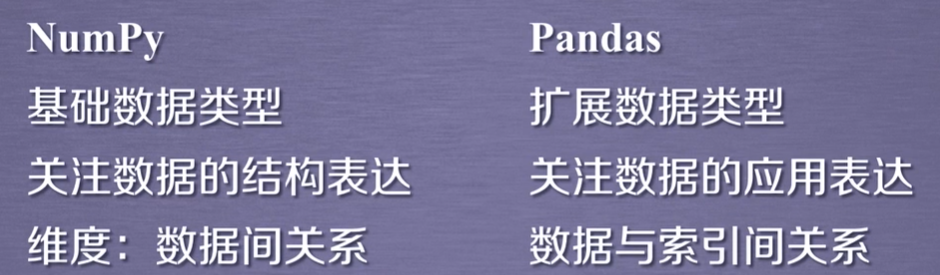 NumPy
Pandas
基础数据类型
扩展数据类型
关注数据的结构表达
关注数据的应用表达
维度：数据间关系
数据与索引间关系